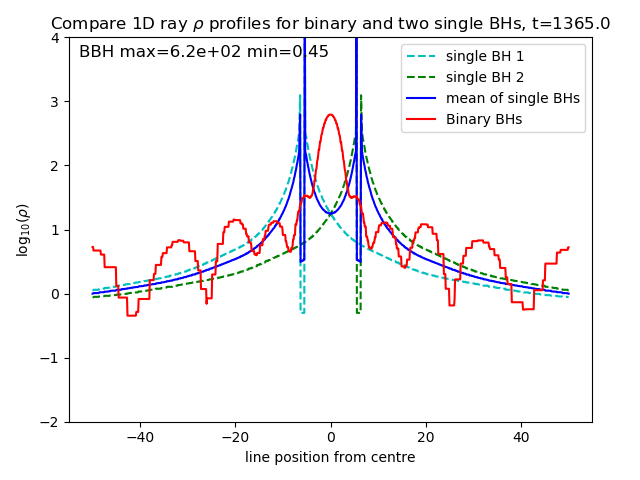 Compare 1D ray ρ profiles for binary and two single BHs, t=1365.0
BBH max=6.2e+02 min=0.45
single BH 1
single BH 2
mean of single BHs
Binary BHs
4
3
2
1
0
−1
−2
log₁₀(ρ)
−40 −20 0 20 40
line position from centre